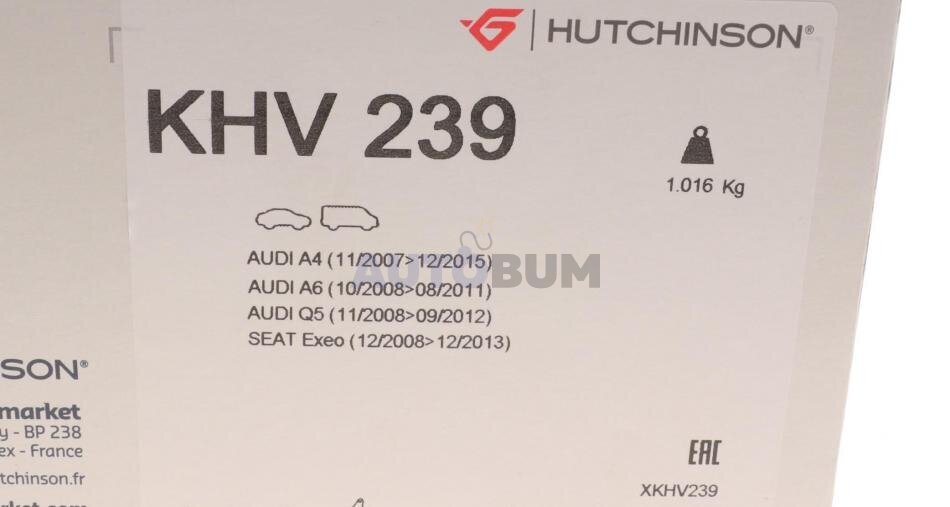 HUTCHINSON®
KHV 239
1.016 Kg
AUDI A4 (11/2007>12/2015)
AUTOBUM
AUDI A6 (10/2008>08/2011)
AUDI Q5 (11/2008>09/2012)
SEAT Exeo (12/2008>12/2013)
SON®
market
y - BP 238
ex - France
tchinson.fr
EAC
XKHV239